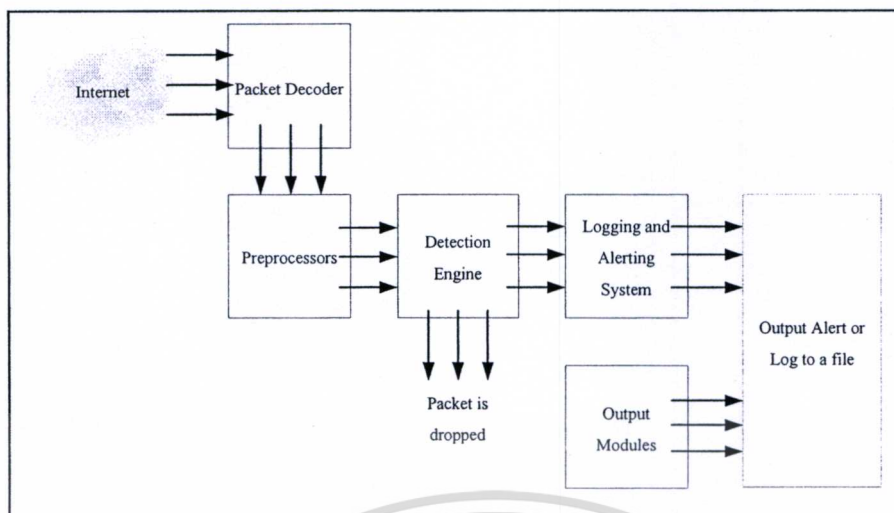 Internet
Packet Decoder
Preprocessors
Detection
Engine
Logging and
Alerting
System
Output Alert or
Log to a file
Packet is
dropped
Output
Modules